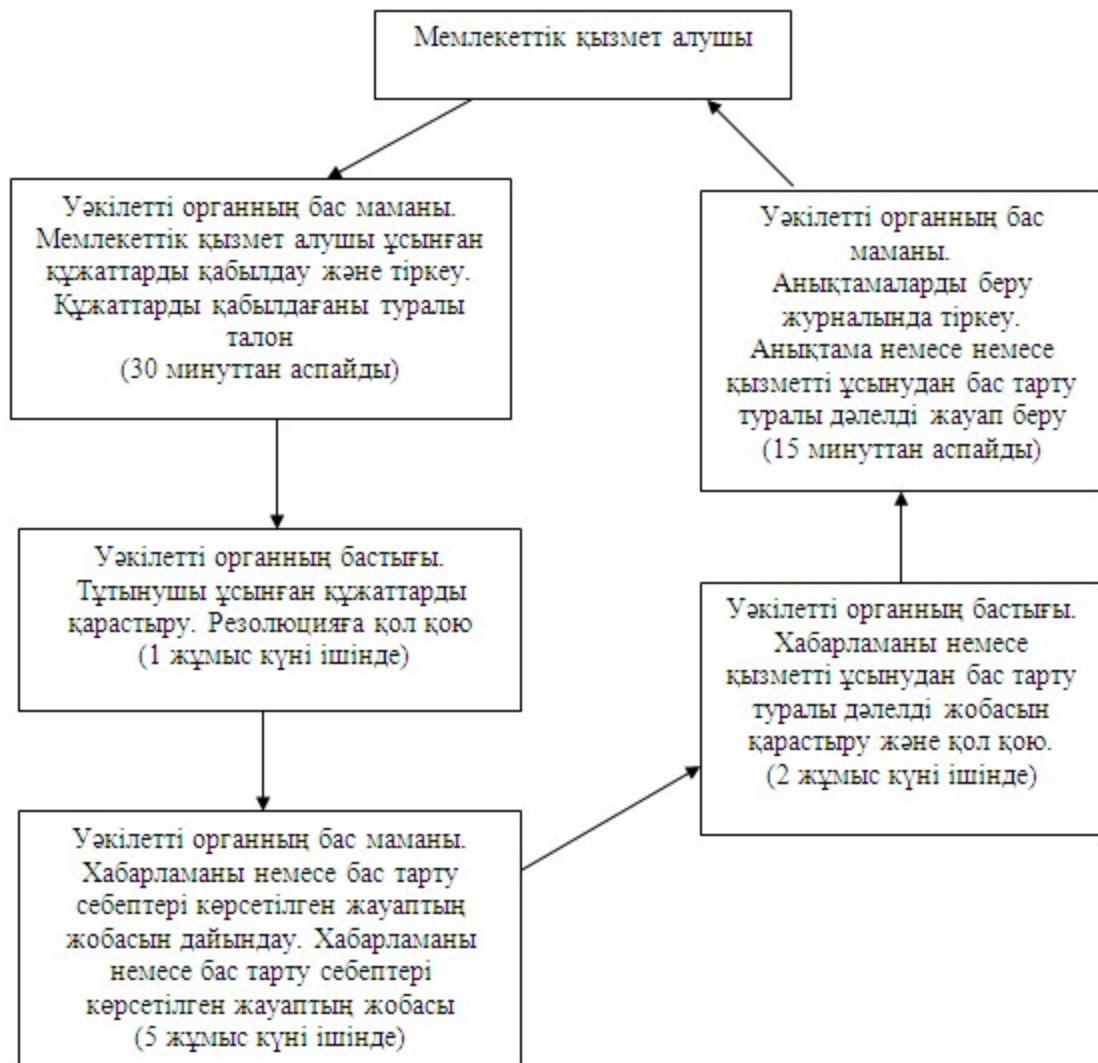 Мемлекеттік қызмет алушы
Уәкілетті органның бас маманы.
Мемлекеттік қызмет алушы ұсынған
құжаттарды қабылдау және тіркеу.
Құжаттарды қабылдағаны туралы
талон
(30 минуттан аспайды)
Уәкілетті органның бастығы.
Тұтынушы ұсынған құжаттарды
қарастыру. Резолюцияға қол қою
(1 жұмыс күні ішінде)
Уәкілетті органның бас маманы.
Хабарламаны немесе бас тарту
себептері көрсетілген жауаптың
жобасын дайындау. Хабарламаны
немесе бас тарту себептері
көрсетілген жауаптың жобасы
(5 жұмыс күні ішінде)
Уәкілетті органның бастығы.
Хабарламаны немесе
қызметті ұсынудан бас тарту
туралы дәлелді жобасын
қарастыру және қол қою.
(2 жұмыс күні ішінде)
Уәкілетті органның бас
маманы.
Анықтамаларды беру
журналында тіркеу.
Анықтама немесе немесе
қызметті ұсынудан бас тарту
туралы дәлелді жауап беру
(15 минуттан аспайды)